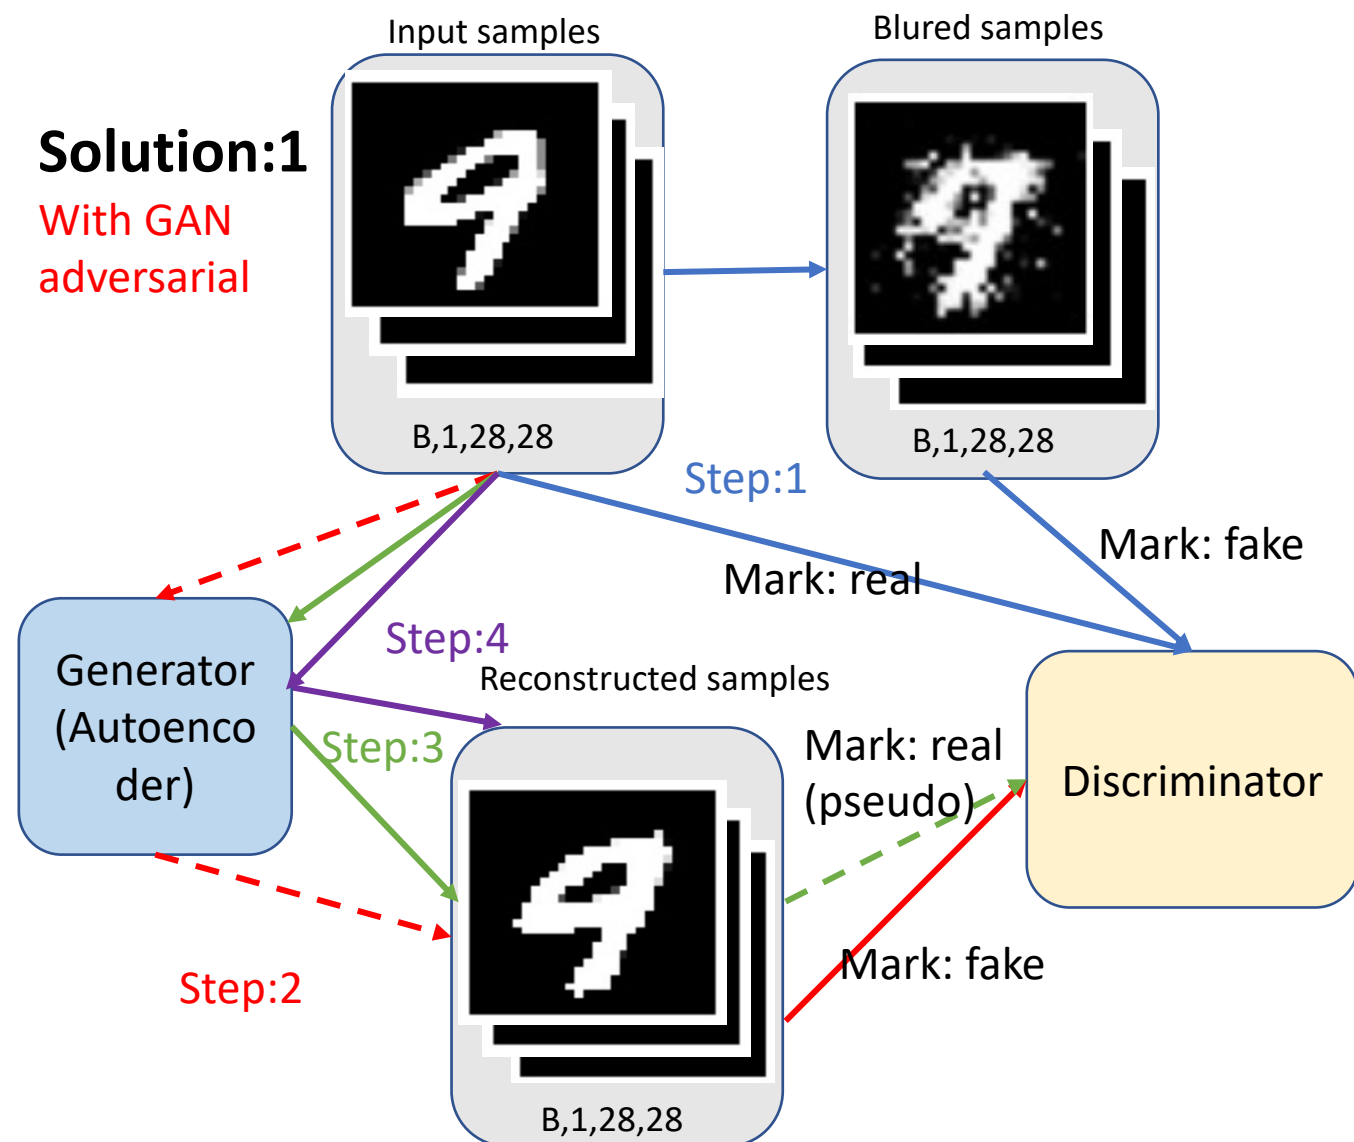 Input samples
Blured samples
Solution:1
With GAN
adversarial
B,1,28,28
B,1,28,28
Step:1
Mark: fake
Mark: real
Step:4
Generator
(Autoenco
der)
Reconstructed samples
Step:3
Mark: real
(pseudo)
Discriminator
Mark: fake
Step:2
B,1,28,28